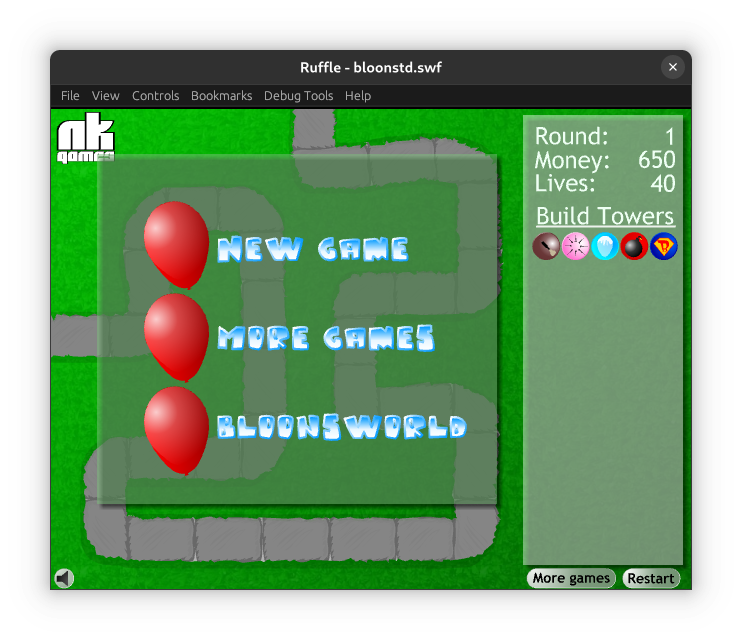 Ruffle - bloonstd.swf
File View Controls Bookmarks Debug Tools Help
nk
games
Round: 1
Money: 650
Lives: 40
Build Towers
NEW GAME
MORE GAMES
BLOONSWORLD
More games Restart